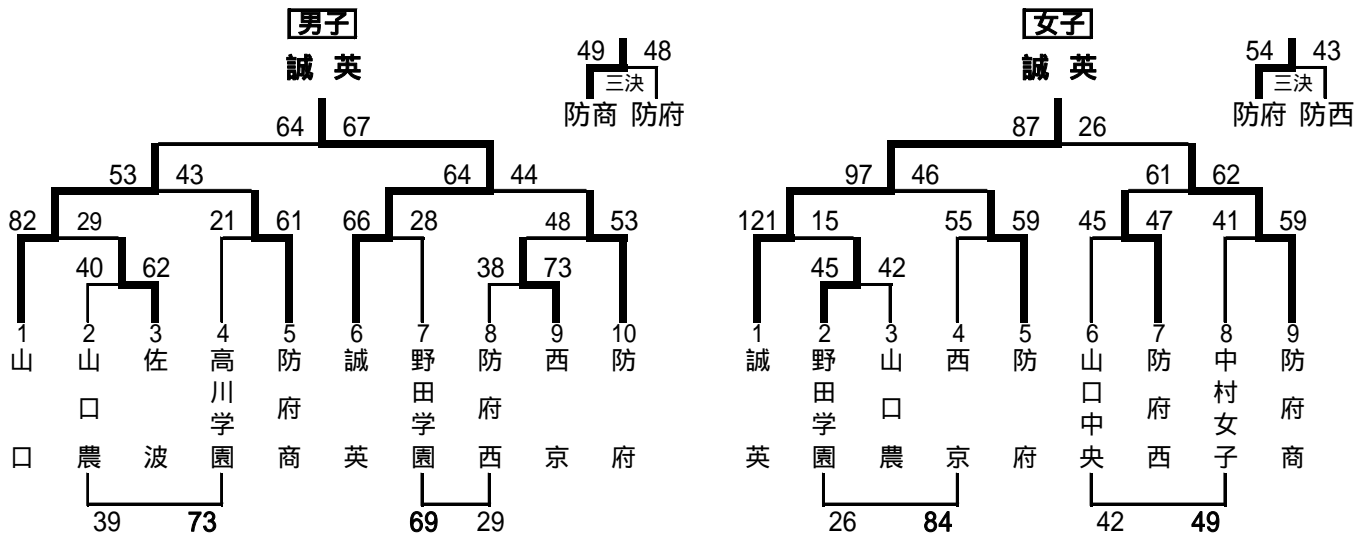 男子
誠 英
49 48
三決
防商 防府
64 67
53 43
64 44
82 29
21 61
66 28
48 53
40 62
38 73
1 山口
2 山口農
3 佐波
4 高川学園
5 防府商
6 誠英
7 野田学園
8 防府西
9 西京
10 防府
39 73
69 29
女子
誠 英
54 43
三決
防府 防西
87 26
97 46
61 62
121 15
55 59
45 47
41 59
45 42
1 誠英
2 野田学園
3 山口農
4 西京
5 防府
6 山口中央
7 防府西
8 中村女子
9 防府商
26 84
42 49